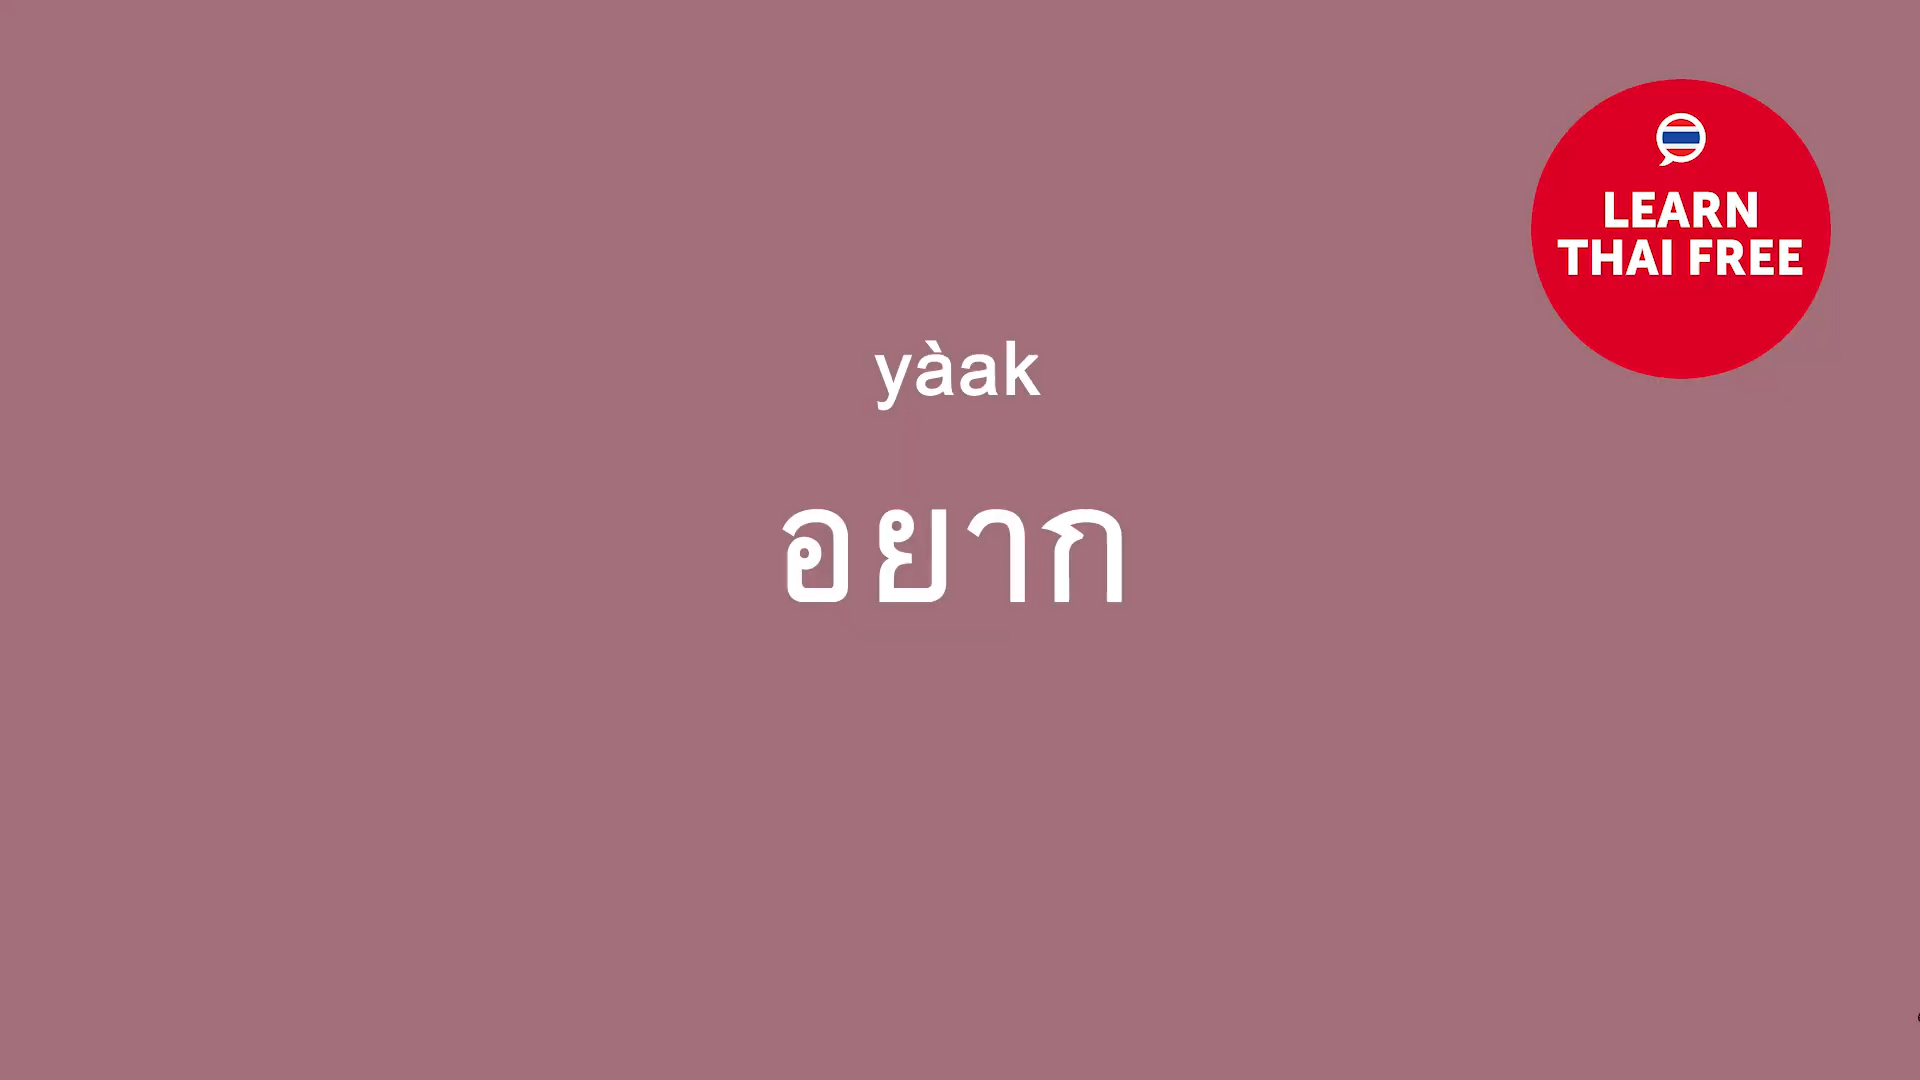 LEARN
THAI FREE
yàak
อยาก